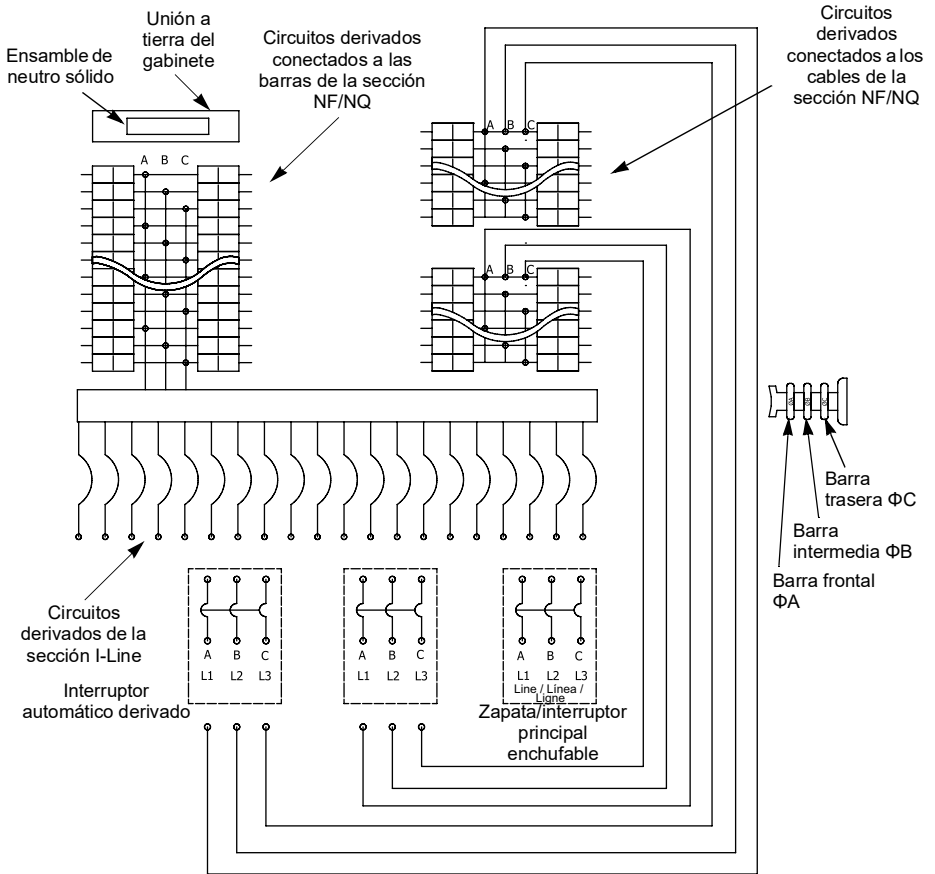 Ensamble de
neutro sólido
Unión a
tierra del
gabinete
Circuitos derivados
conectados a las
barras de la sección
NF/NQ
Circuitos
derivados
conectados a los
cables de la
sección NF/NQ
A B C
A B C
A B C
ΦA ΦB ΦC
Barra
trasera ΦC
Barra
intermedia ΦB
Barra frontal
ΦA
Circuitos
derivados de la
sección I-Line
Interruptor
automático derivado
A B C
L1 L2 L3
A B C
L1 L2 L3
A B C
L1 L2 L3
Line / Línea /
Ligne
Zapata/interruptor
principal
enchufable